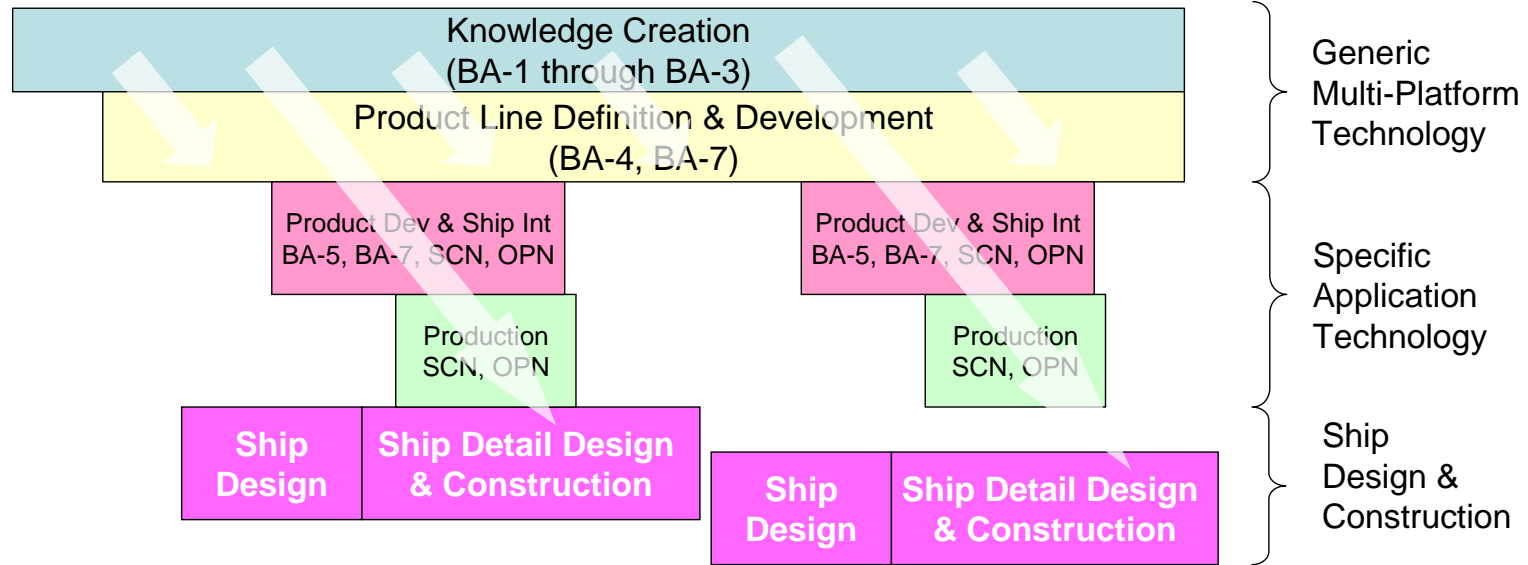 Knowledge Creation
(BA-1 through BA-3)
Product Line Definition & Development
(BA-4, BA-7)
Product Dev & Ship Int
BA-5, BA-7, SCN, OPN
Product Dev & Ship Int
BA-5, BA-7, SCN, OPN
Production
SCN, OPN
Production
SCN, OPN
Ship
Design
Ship Detail Design
& Construction
Ship
Design
Ship Detail Design
& Construction
Generic
Multi-Platform
Technology
Specific
Application
Technology
Ship
Design &
Construction